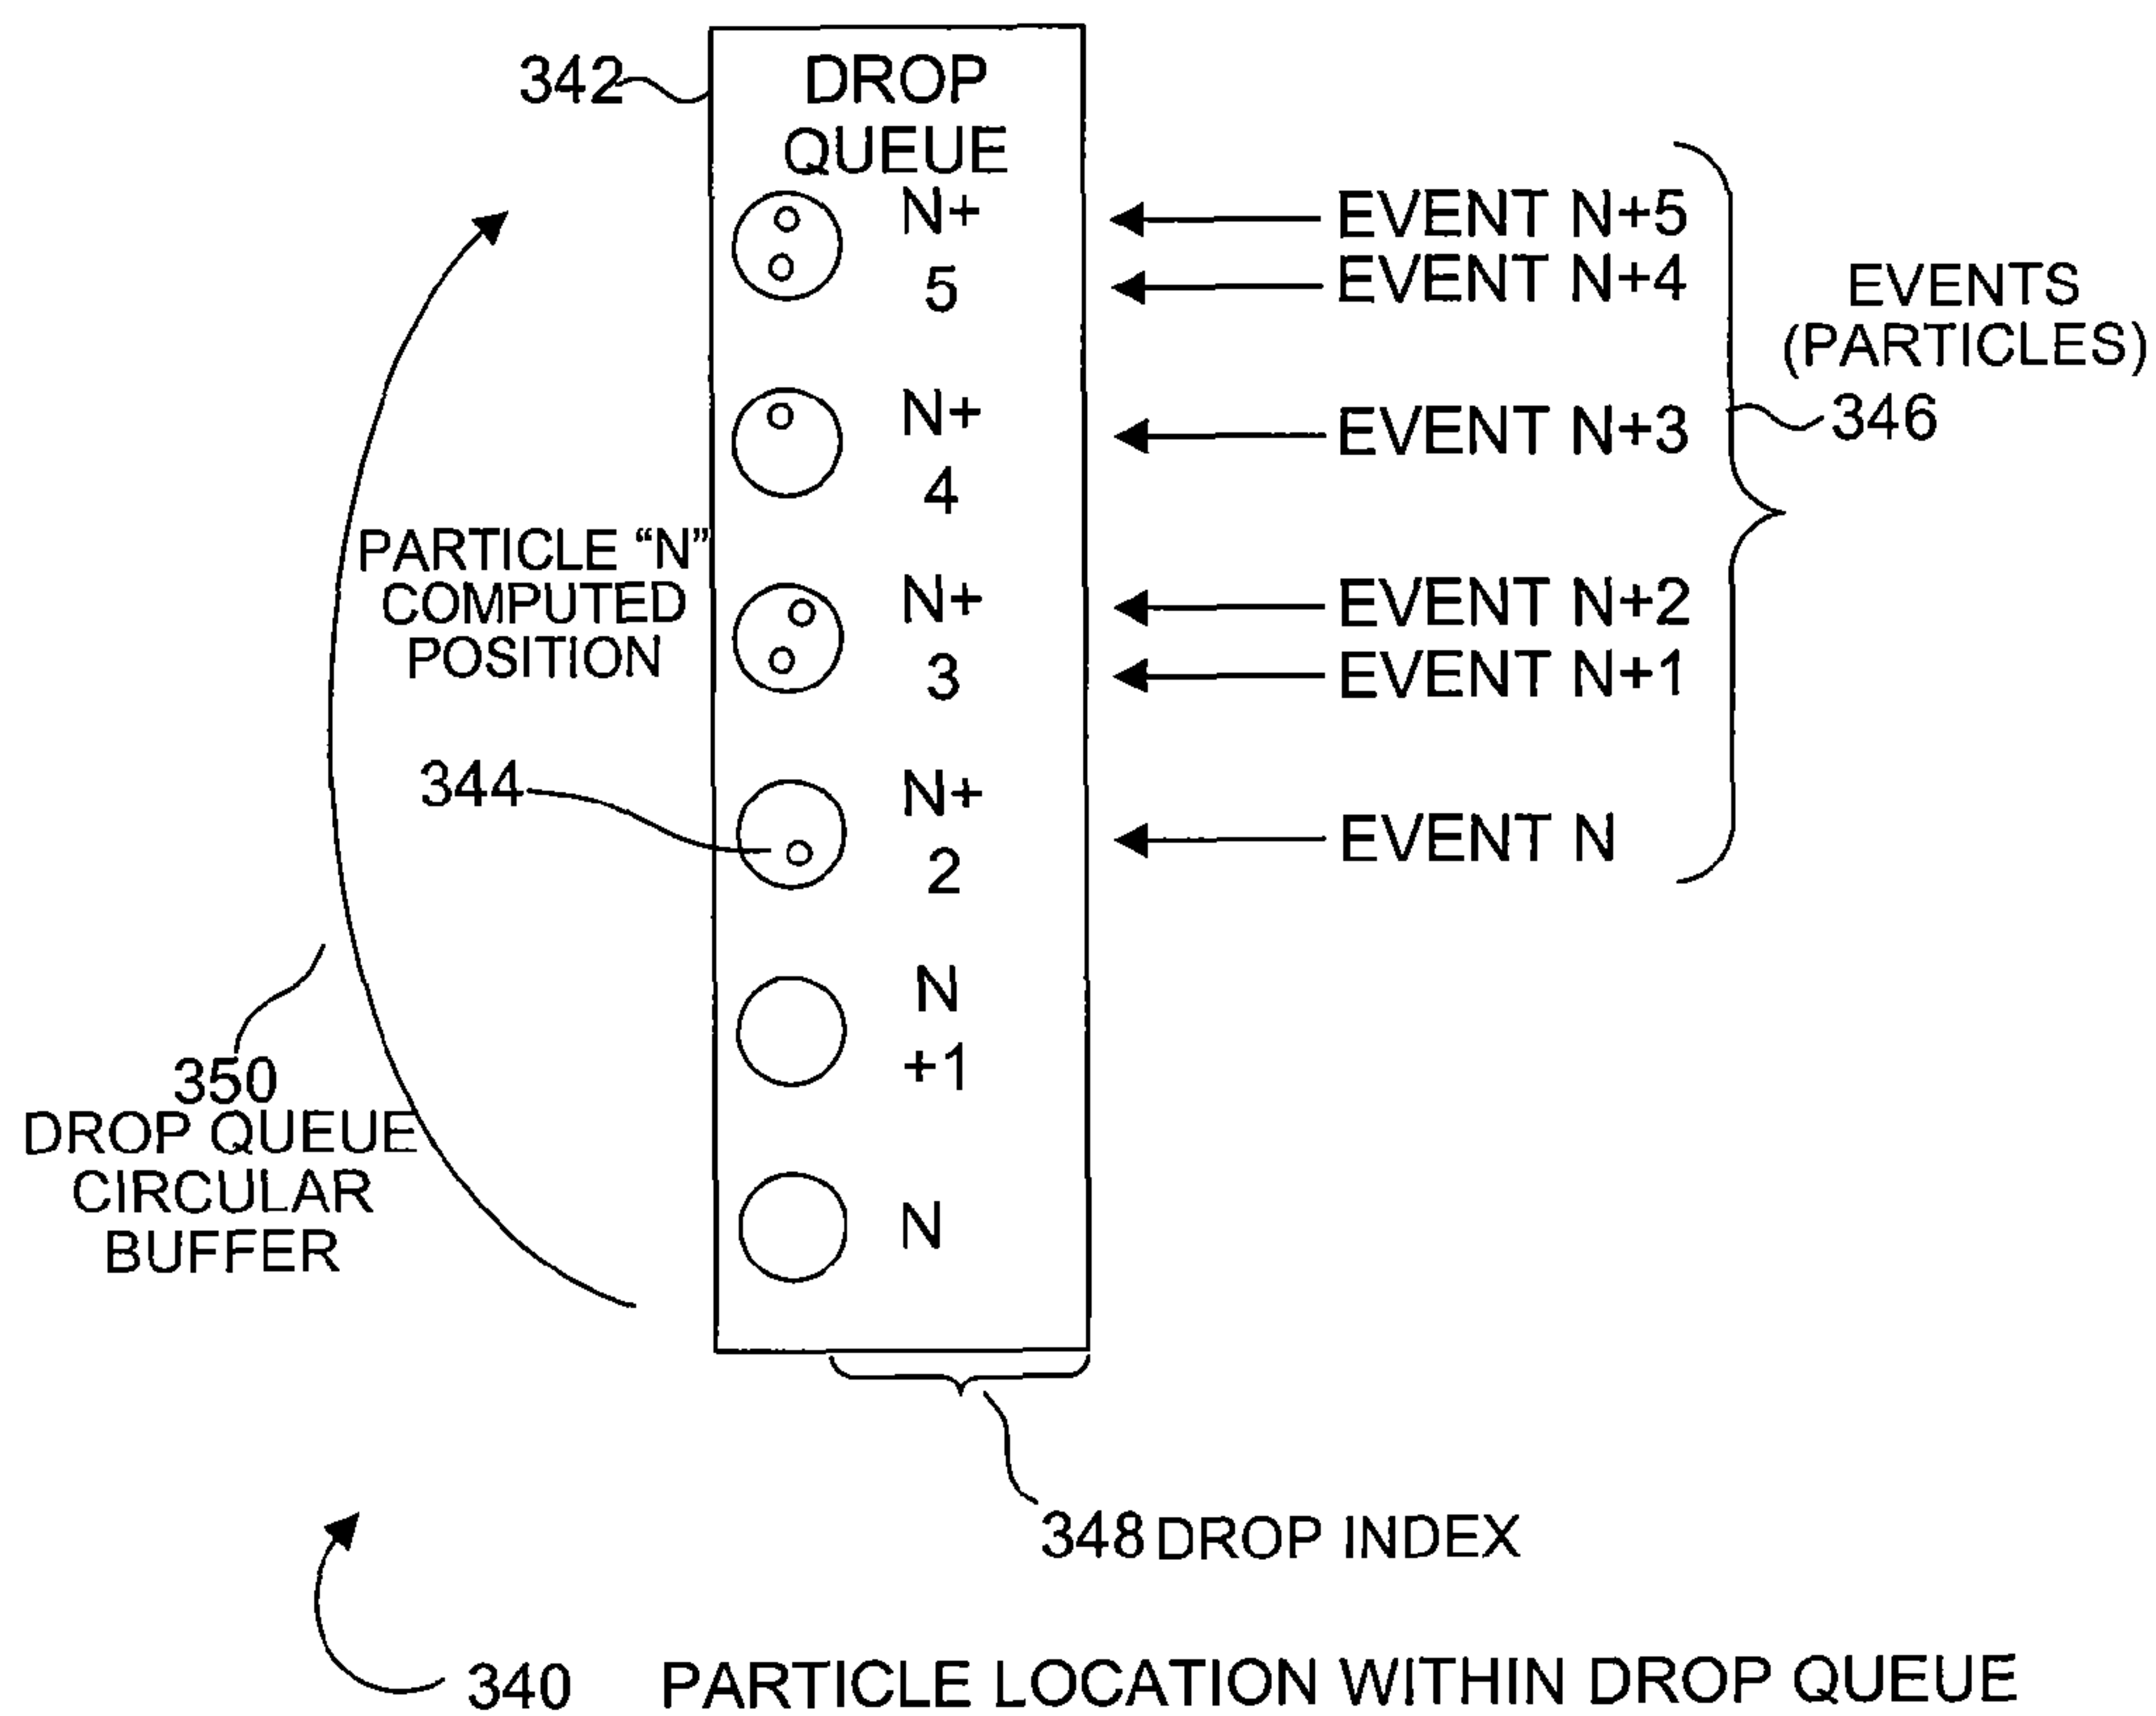 342
DROP
QUEUE
N+
5
N+
4
N+
3
N+
2
N
+1
N
EVENT N+5
EVENT N+4
EVENT N+3
EVENT N+2
EVENT N+1
EVENT N
EVENTS
(PARTICLES)
346
PARTICLE “N”
COMPUTED
POSITION
344
350
DROP QUEUE
CIRCULAR
BUFFER
348 DROP INDEX
340 PARTICLE LOCATION WITHIN DROP QUEUE